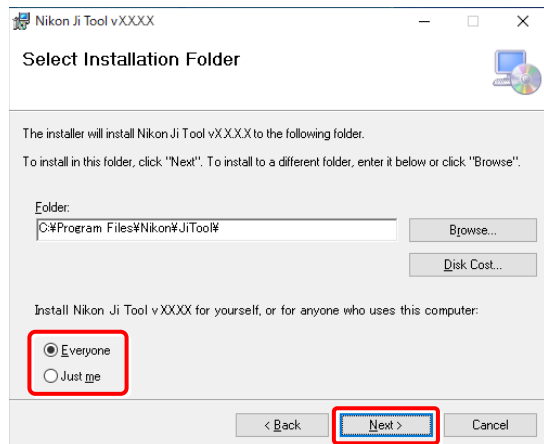 Nikon Ji Tool vXXXX
Select Installation Folder
The installer will install Nikon Ji Tool vX.X.X.X to the following folder.
To install in this folder, click "Next". To install to a different folder, enter it below or click "Browse".
Folder:
C:¥Program Files¥Nikon¥JiTool¥
Browse...
Disk Cost...
Install Nikon Ji Tool v XXXX for yourself, or for anyone who uses this computer:
Everyone
Just me
< Back
Next >
Cancel